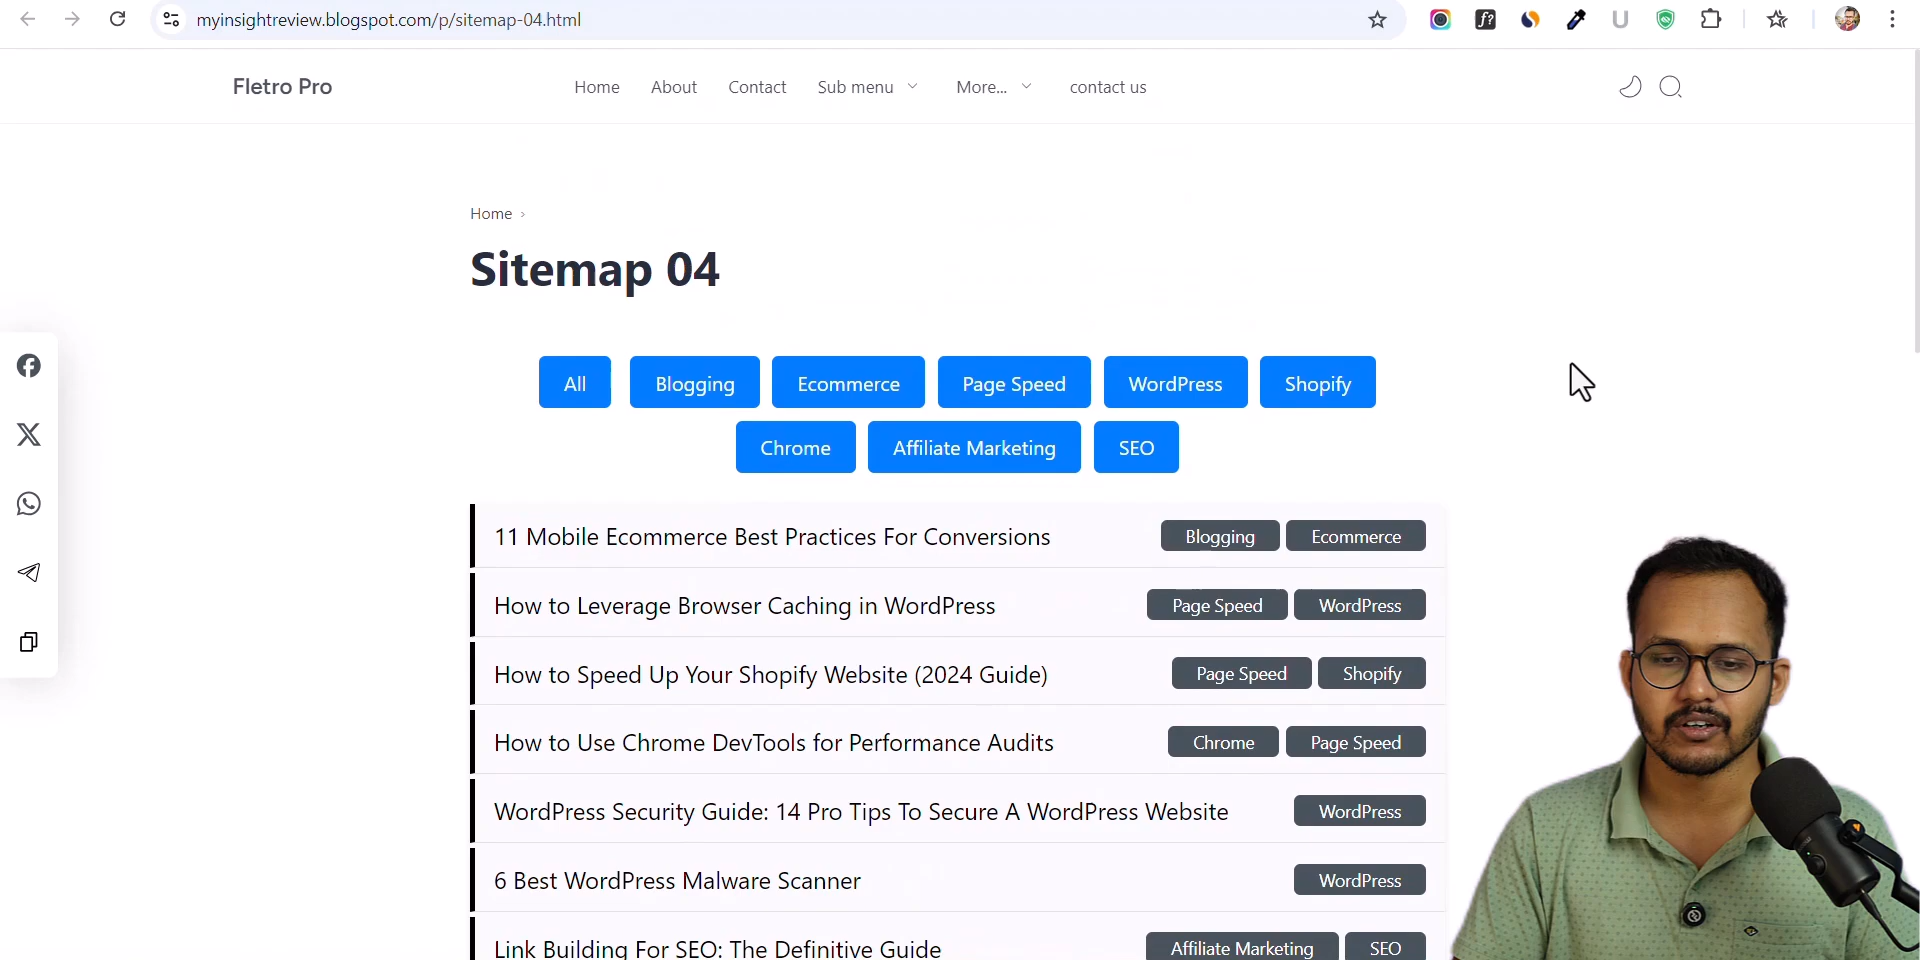 myinsightreview.blogspot.com/p/sitemap-04.html
f?
U
Fletro Pro
Home About Contact Sub menu More... contact us
Home ›
Sitemap 04
All Blogging Ecommerce Page Speed WordPress Shopify
Chrome Affiliate Marketing SEO
11 Mobile Ecommerce Best Practices For Conversions Blogging Ecommerce
How to Leverage Browser Caching in WordPress Page Speed WordPress
How to Speed Up Your Shopify Website (2024 Guide) Page Speed Shopify
How to Use Chrome DevTools for Performance Audits Chrome Page Speed
WordPress Security Guide: 14 Pro Tips To Secure A WordPress Website WordPress
6 Best WordPress Malware Scanner WordPress
Link Building For SEO: The Definitive Guide Affiliate Marketing SEO